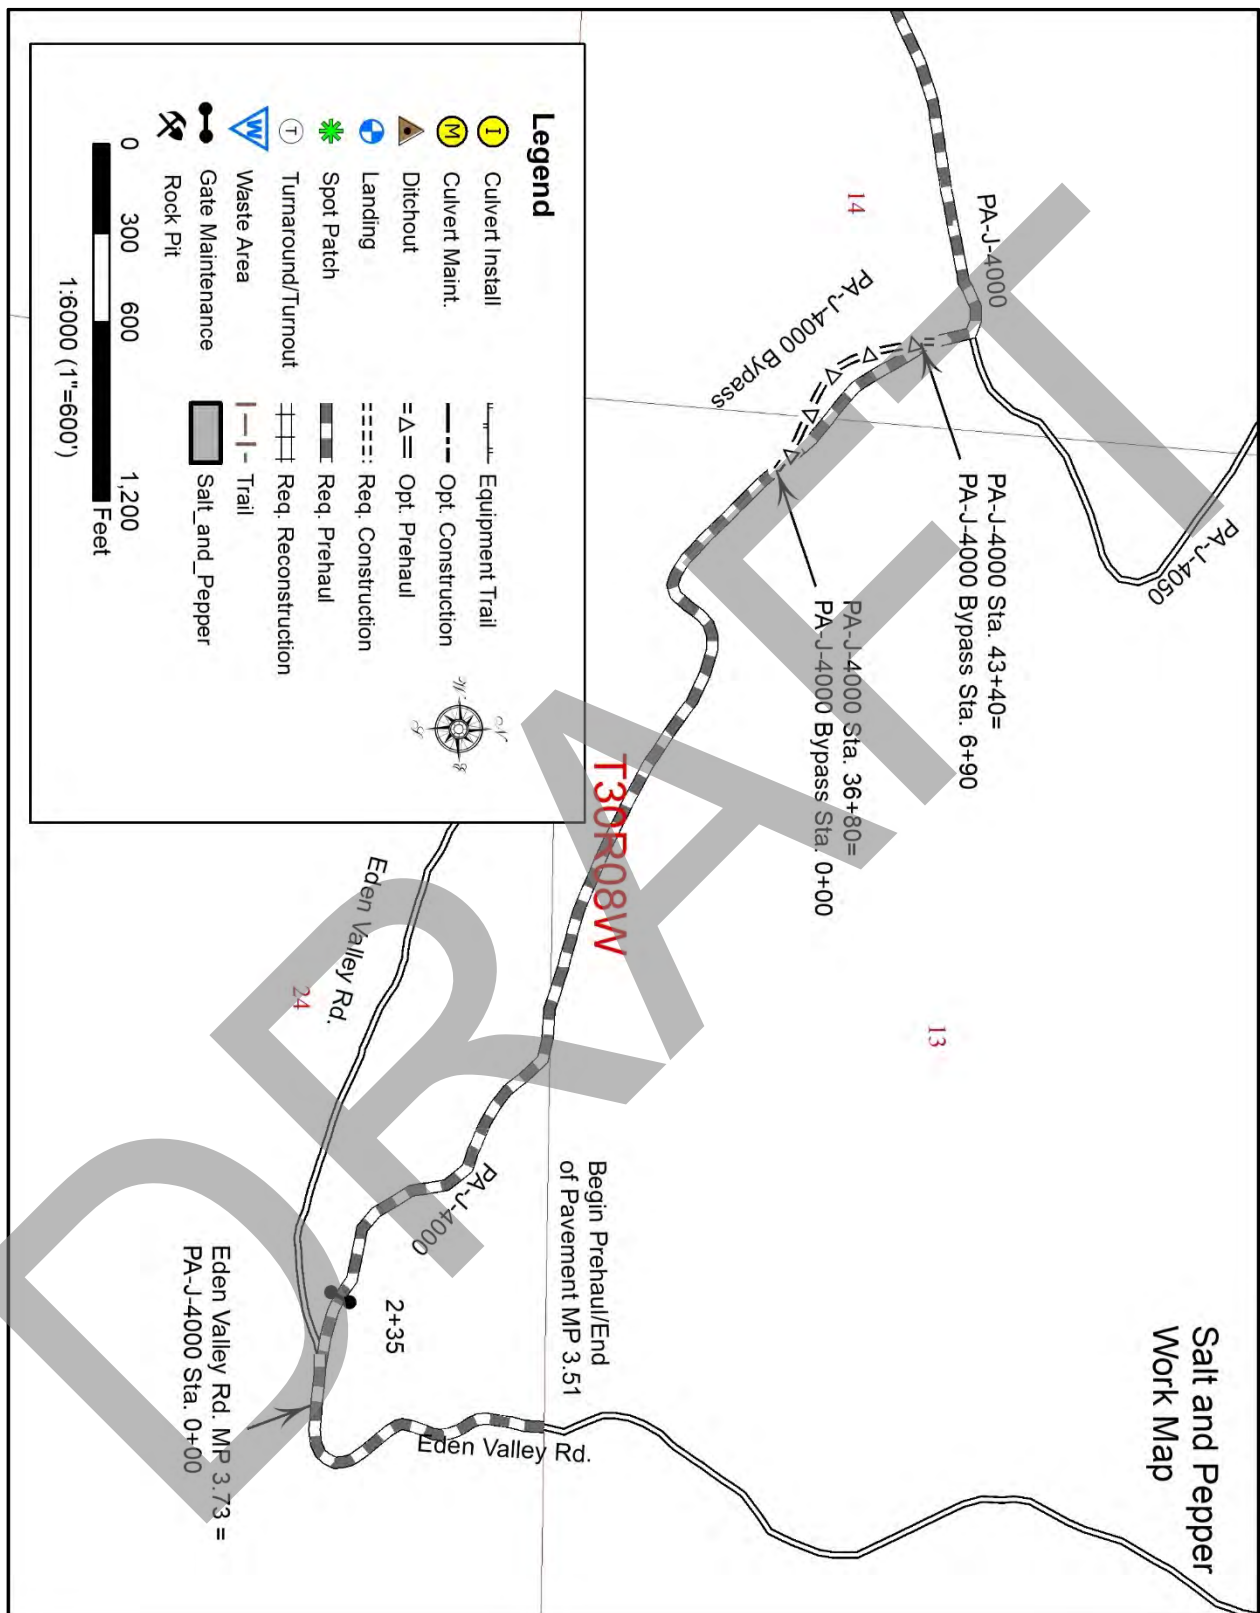 Salt and Pepper
Work Map
PA-J-4000
14
PA-J-4000 Bypass
PA-J-4050
PA-J-4000 Sta. 43+40=
PA-J-4000 Bypass Sta. 6+90
PA-J-4000 Sta. 36+80=
PA-J-4000 Bypass Sta. 0+00
T30R08W
13
Begin Prehaul/End
of Pavement MP 3.51
Eden Valley Rd.
24
PA-J-4000
2+35
Eden Valley Rd.
Eden Valley Rd. MP 3.73 =
PA-J-4000 Sta. 0+00
Legend
I Culvert Install
M Culvert Maint.
Ditchout
Landing
Spot Patch
T Turnaround/Turnout
W Waste Area
Gate Maintenance
Rock Pit
Equipment Trail
Opt. Construction
Opt. Prehaul
Req. Construction
Req. Prehaul
Req. Reconstruction
Trail
Salt_and_Pepper
N
W
E
S
0 300 600 1,200
Feet
1:6000 (1"=600')
DRAFT